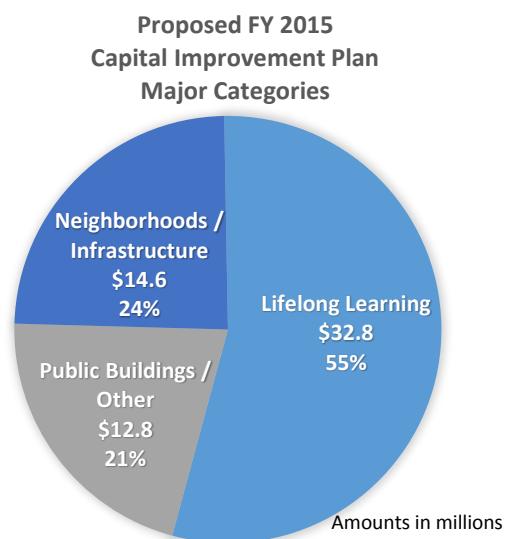 Proposed FY 2015
Capital Improvement Plan
Major Categories
Neighborhoods /
Infrastructure
$14.6
24%
Lifelong Learning
$32.8
55%
Public Buildings /
Other
$12.8
21%
Amounts in millions